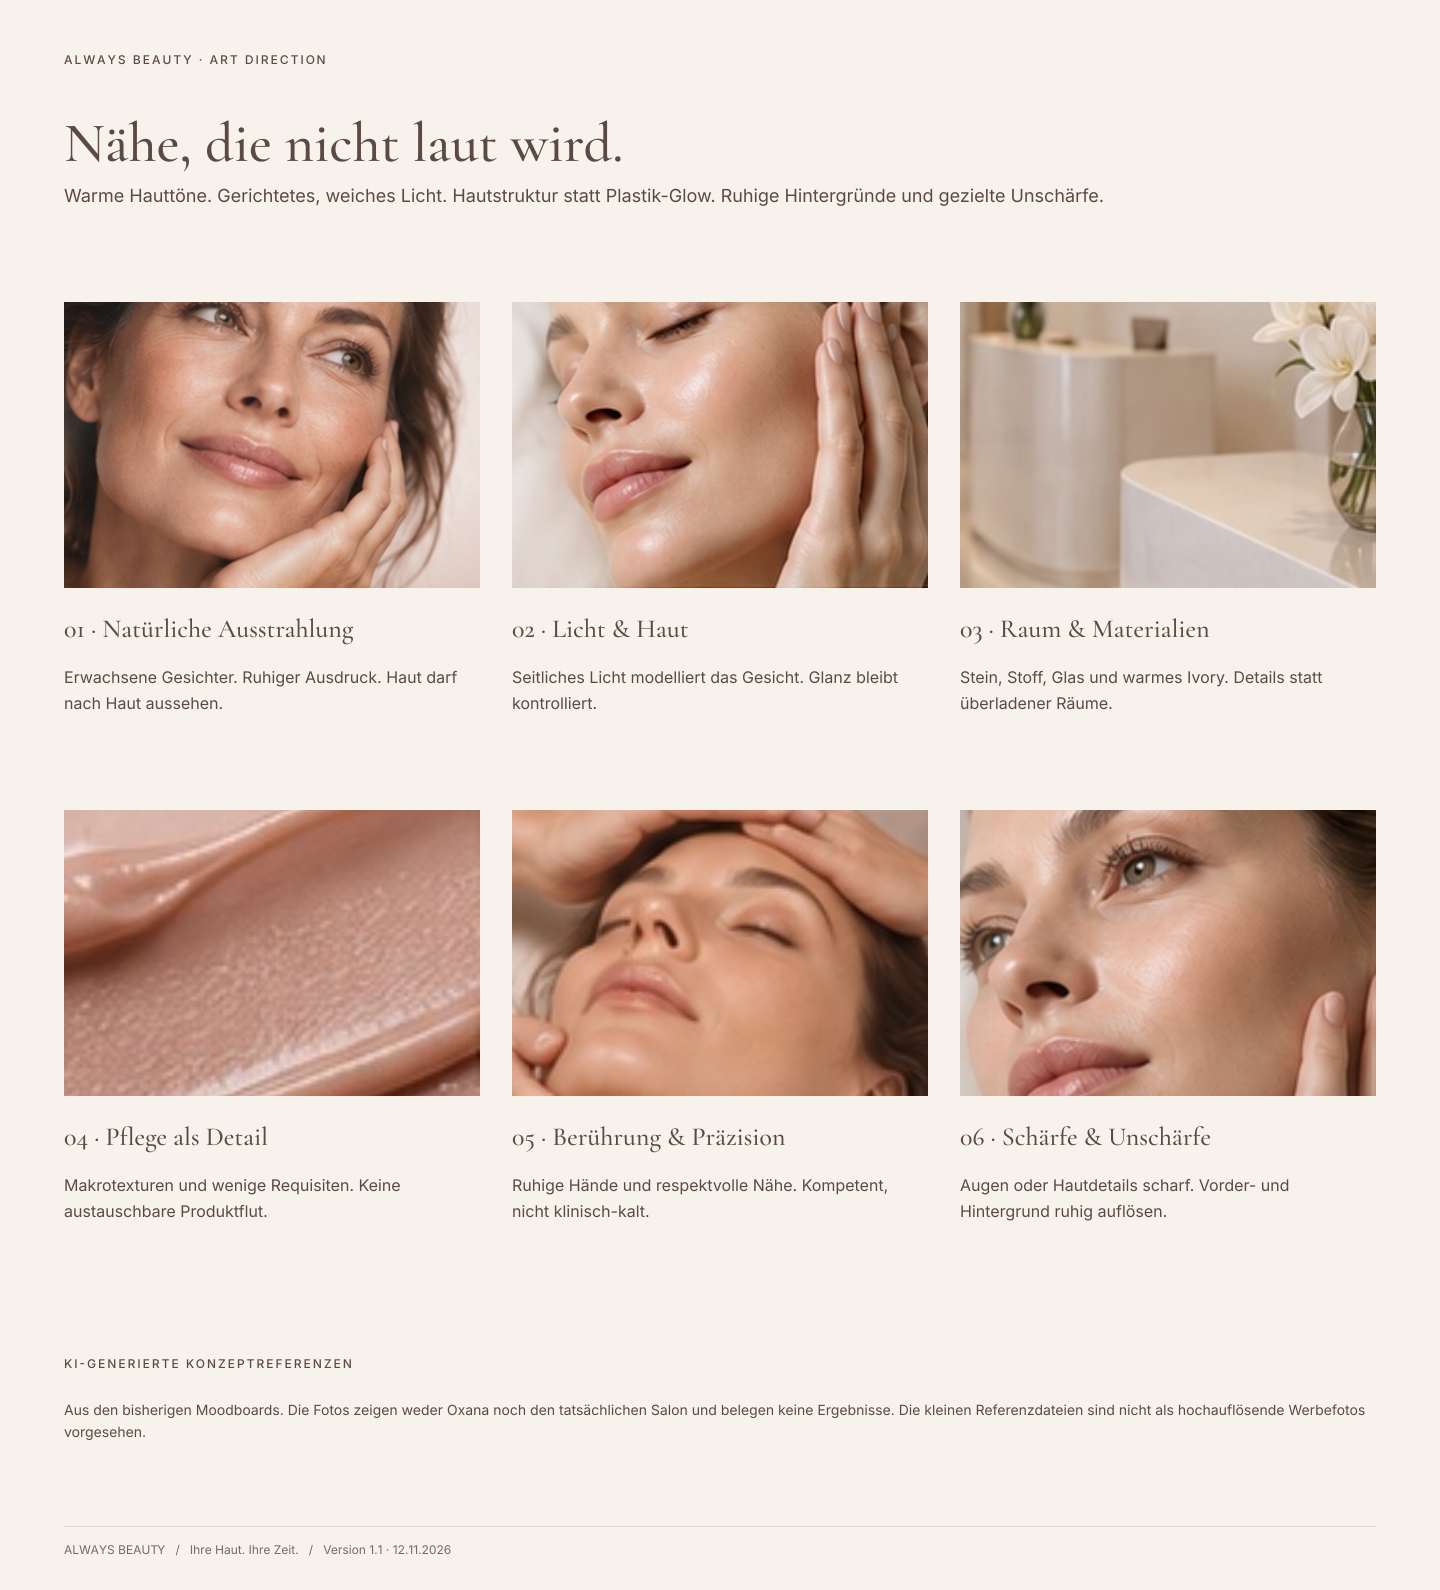 ALWAYS BEAUTY · ART DIRECTION
Nähe, die nicht laut wird.
Warme Hauttöne. Gerichtetes, weiches Licht. Hautstruktur statt Plastik-Glow. Ruhige Hintergründe und gezielte Unschärfe.
01 · Natürliche Ausstrahlung
Erwachsene Gesichter. Ruhiger Ausdruck. Haut darf
nach Haut aussehen.
02 · Licht & Haut
Seitliches Licht modelliert das Gesicht. Glanz bleibt
kontrolliert.
03 · Raum & Materialien
Stein, Stoff, Glas und warmes Ivory. Details statt
überladener Räume.
04 · Pflege als Detail
Makrotexturen und wenige Requisiten. Keine
austauschbare Produktflut.
05 · Berührung & Präzision
Ruhige Hände und respektvolle Nähe. Kompetent,
nicht klinisch-kalt.
06 · Schärfe & Unschärfe
Augen oder Hautdetails scharf. Vorder- und
Hintergrund ruhig auflösen.
KI-GENERIERTE KONZEPTREFERENZEN
Aus den bisherigen Moodboards. Die Fotos zeigen weder Oxana noch den tatsächlichen Salon und belegen keine Ergebnisse. Die kleinen Referenzdateien sind nicht als hochauflösende Werbefotos
vorgesehen.
ALWAYS BEAUTY / Ihre Haut. Ihre Zeit. / Version 1.1 · 12.11.2026